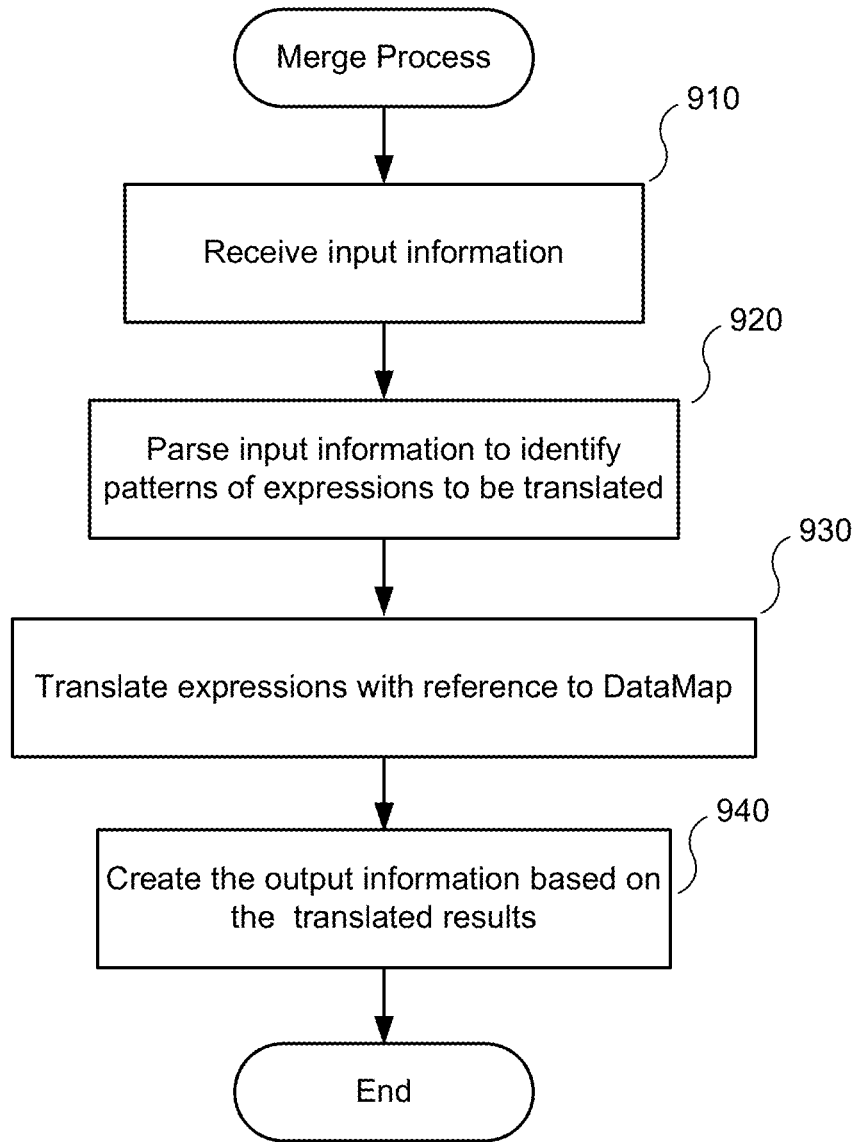 Merge Process
910
Receive input information
920
Parse input information to identify
patterns of expressions to be translated
930
Translate expressions with reference to DataMap
940
Create the output information based on
the translated results
End